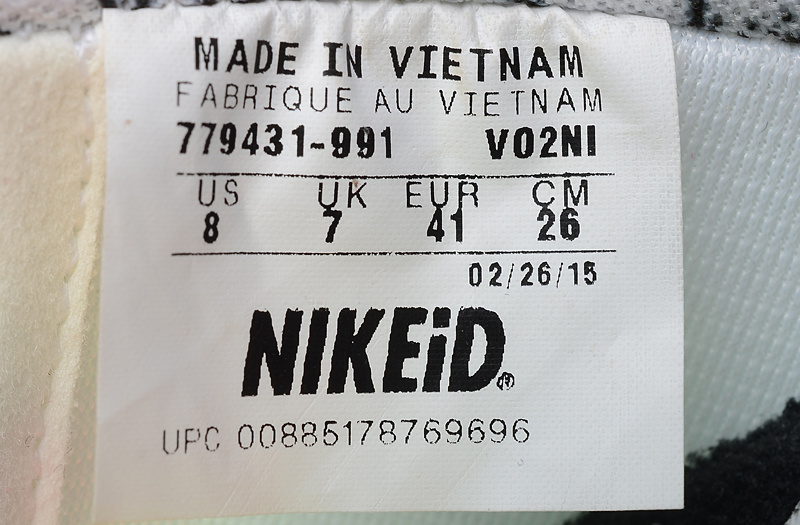 MADE IN VIETNAM
FABRIQUE AU VIETNAM
779431-991 VO2NI
US UK EUR CM
8 7 41 26
02/26/15
NIKEiD®
UPC 00885178769696